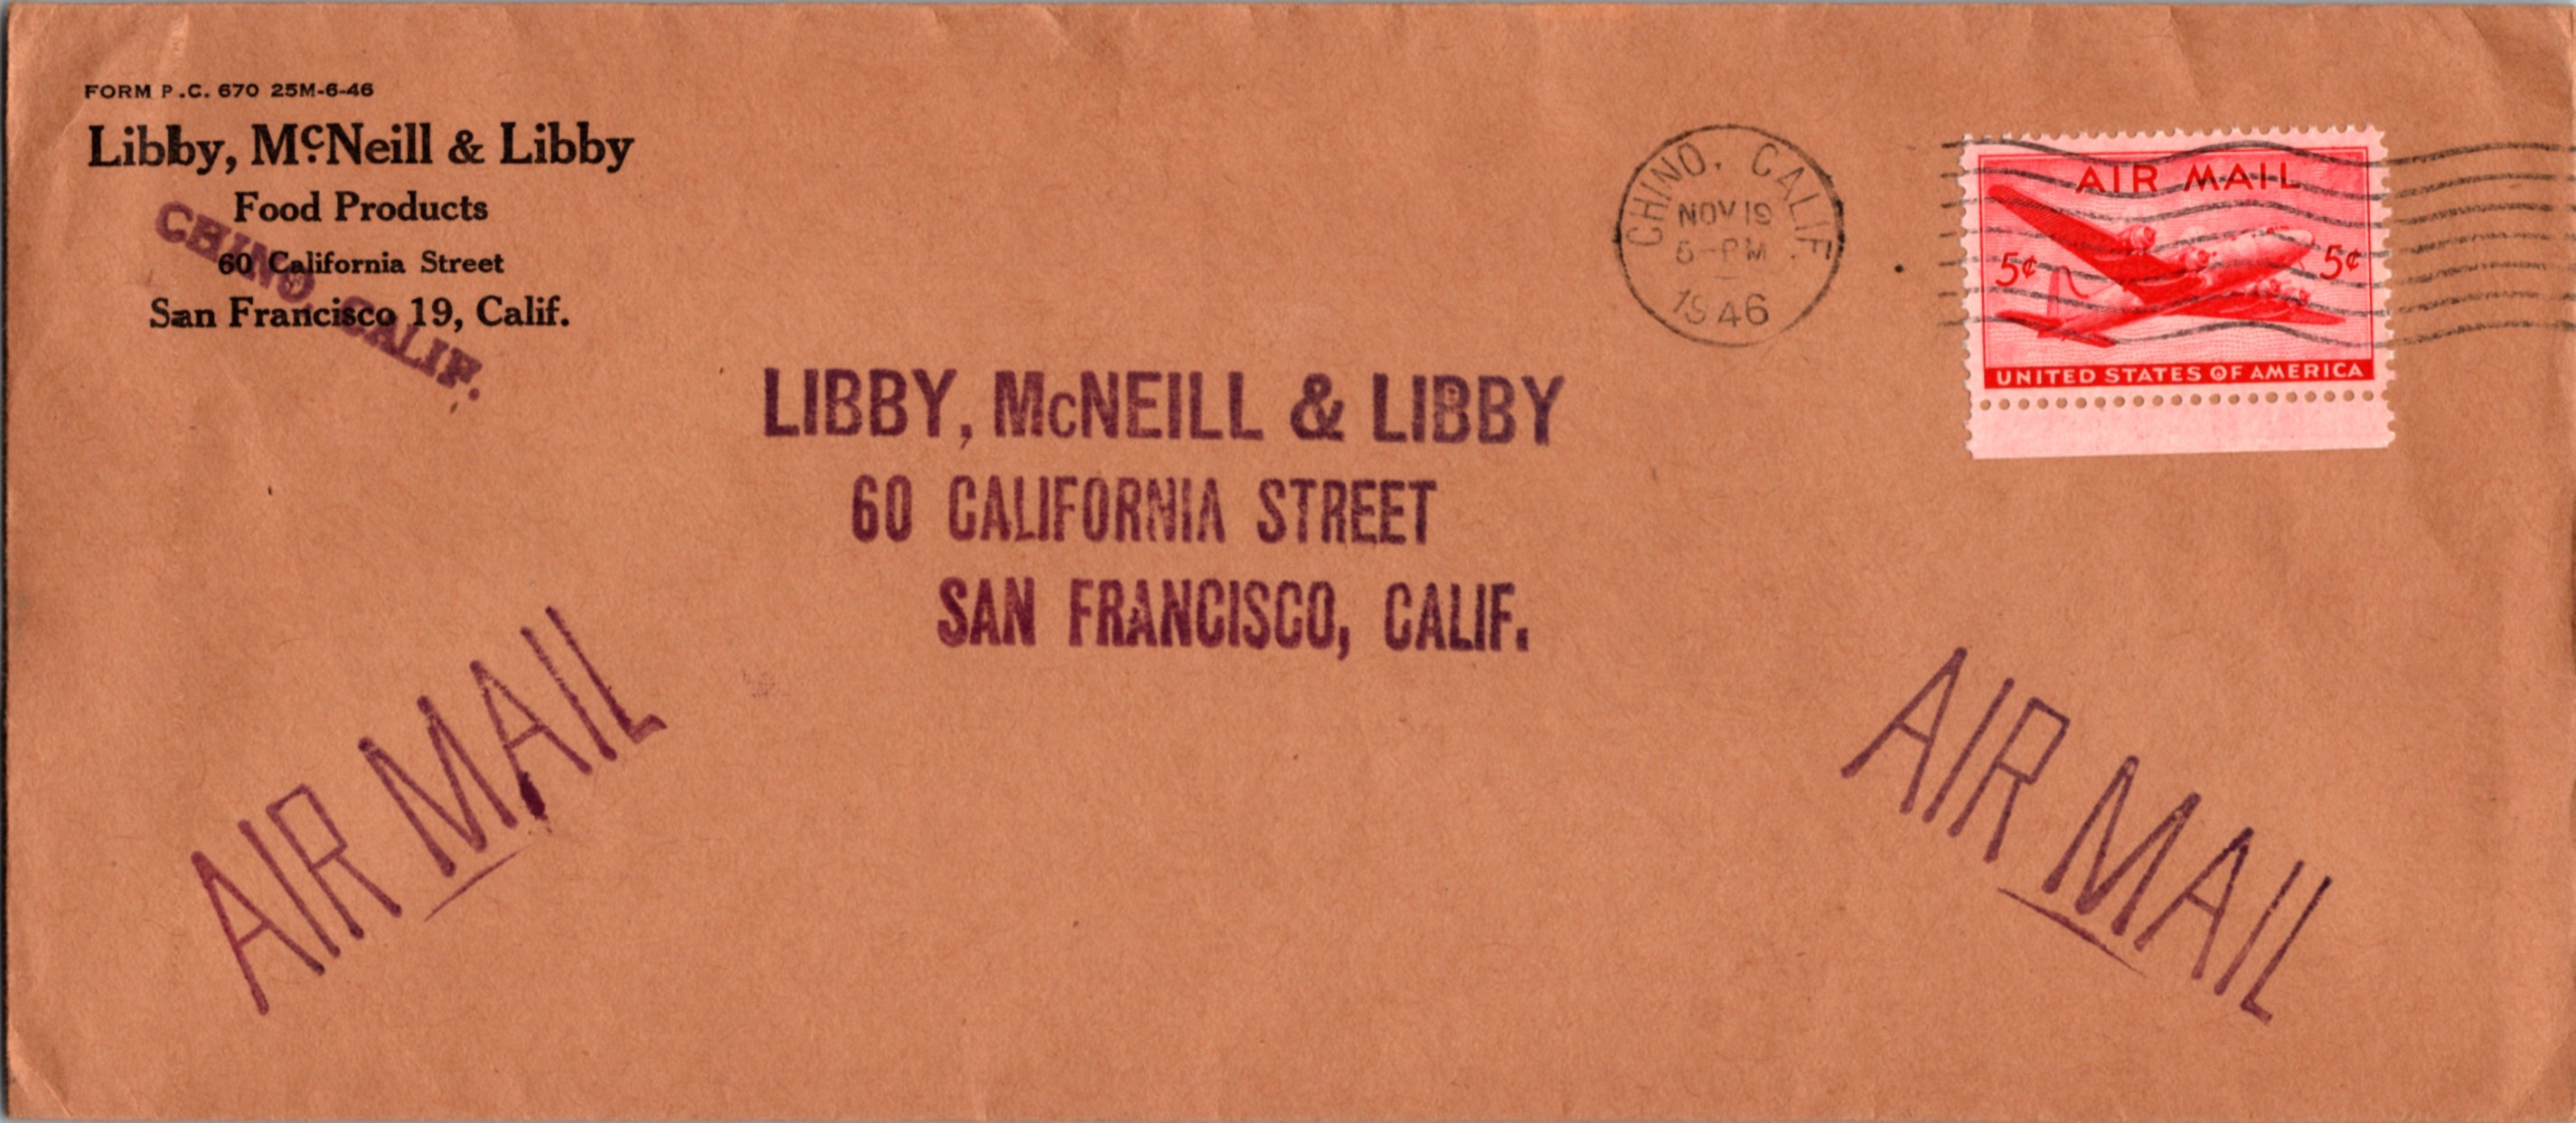 FORM P.C. 670 25M-6-46
Libby, McNeill & Libby
Food Products
60 California Street
San Francisco 19, Calif.
CHINO, CALIF.
CHINO, CALIF.
NOV 19
5-PM
1946
AIR MAIL
5¢ 5¢
UNITED STATES OF AMERICA
LIBBY, McNEILL & LIBBY
60 CALIFORNIA STREET
SAN FRANCISCO, CALIF.
AIR MAIL
AIR MAIL